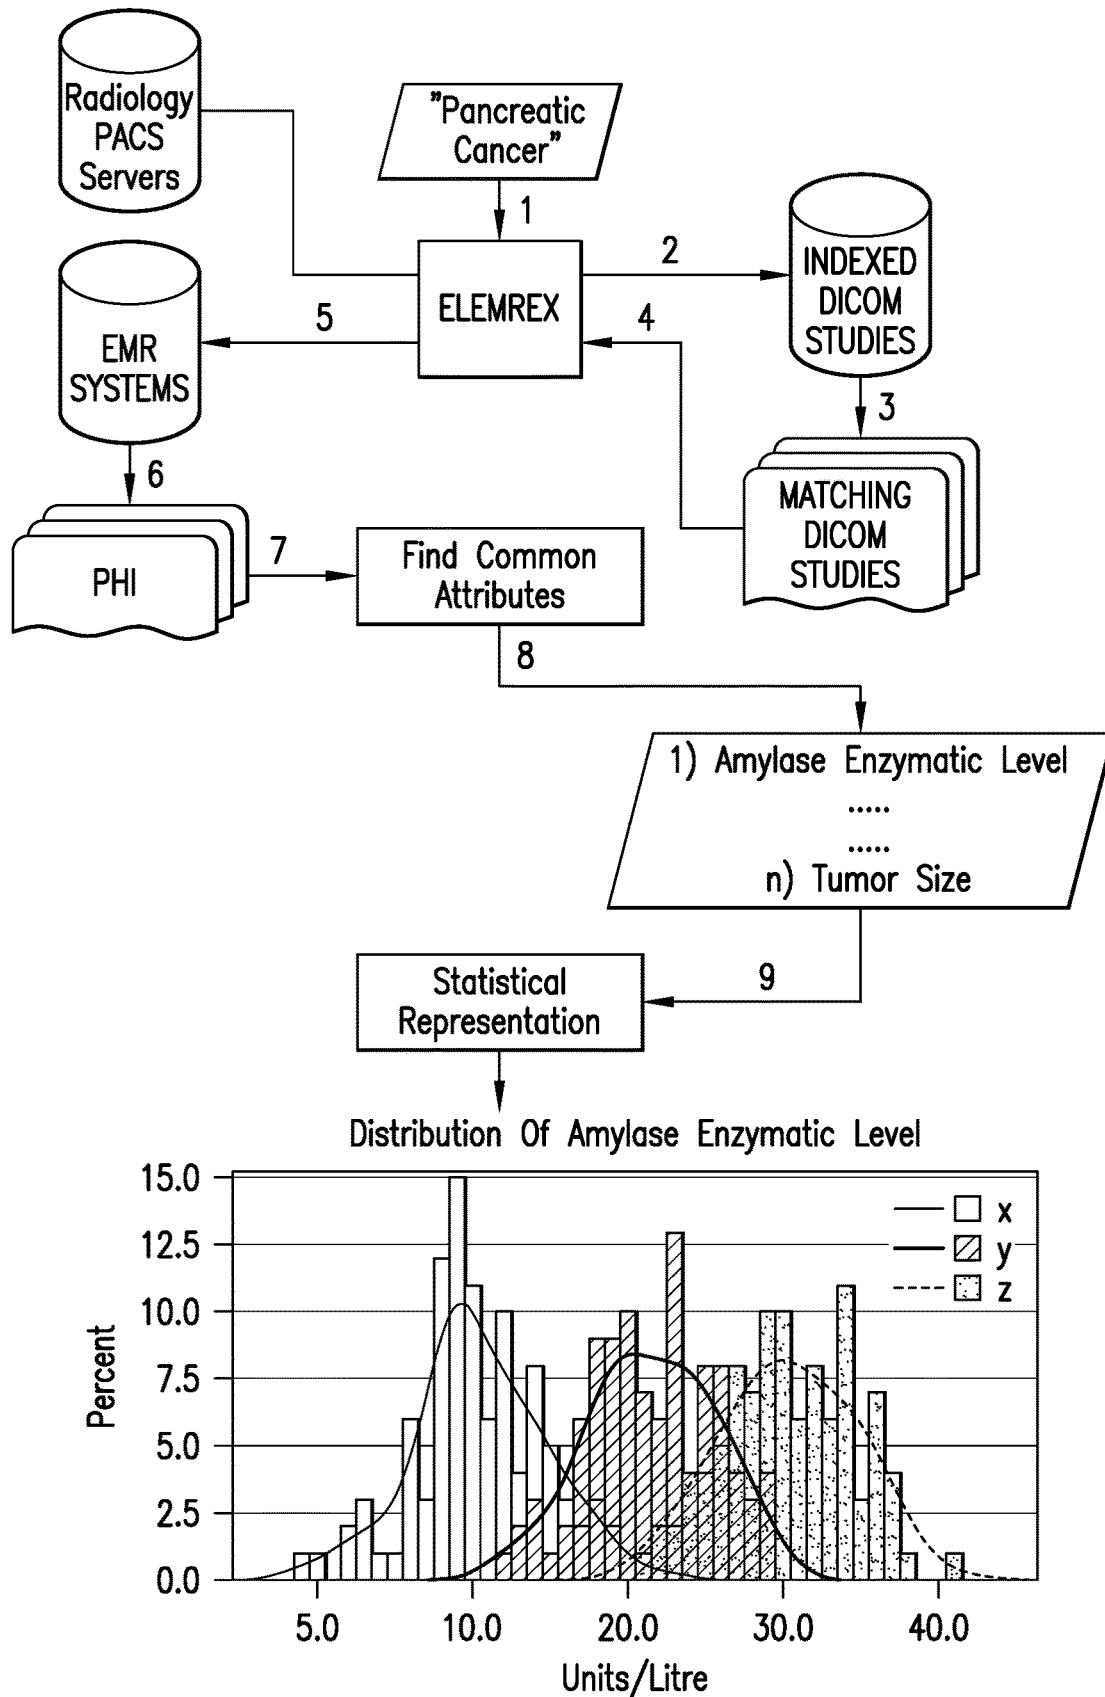 Radiology
PACS
Servers
"Pancreatic
Cancer"
1
ELEMREX
2
INDEXED
DICOM
STUDIES
3
4
5
EMR
SYSTEMS
6
MATCHING
DICOM
STUDIES
PHI
7
Find Common
Attributes
8
1) Amylase Enzymatic Level
.....
.....
n) Tumor Size
9
Statistical
Representation
Distribution Of Amylase Enzymatic Level
15.0
12.5
10.0
7.5
5.0
2.5
0.0
Percent
x
y
z
5.0 10.0 20.0 30.0 40.0
Units/Litre